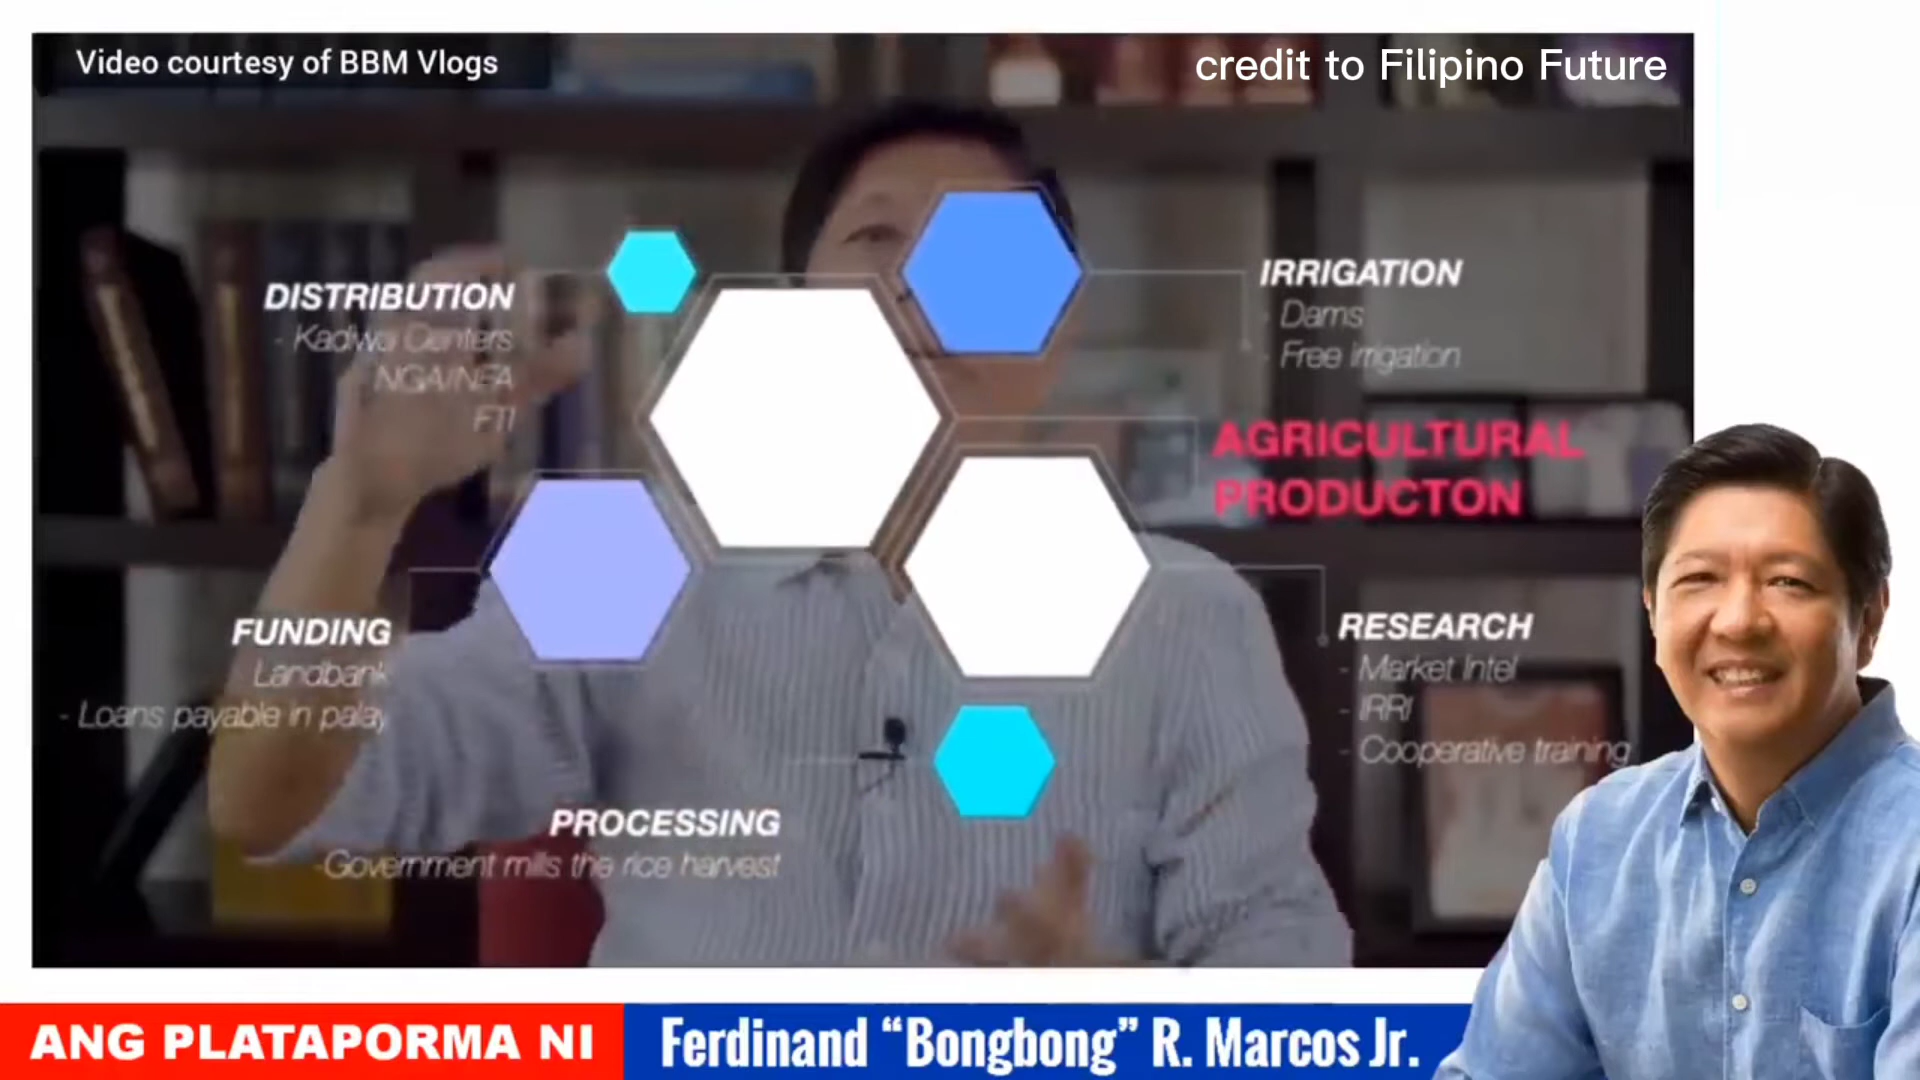 Video courtesy of BBM Vlogs
credit to Filipino Future
DISTRIBUTION
- Kadiwa Centers
NGA/NFA
FTI
IRRIGATION
- Dams
- Free irrigation
AGRICULTURAL
PRODUCTON
FUNDING
Landbank
- Loans payable in palay
RESEARCH
- Market Intel
- IRRI
- Cooperative training
PROCESSING
-Government mills the rice harvest
ANG PLATAPORMA NI
Ferdinand “Bongbong” R. Marcos Jr.